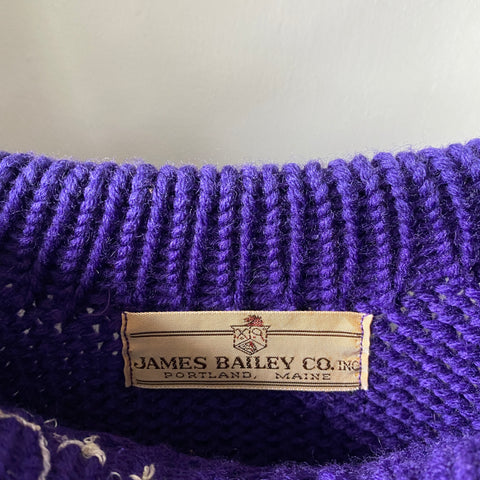 JAMES BAILEY CO. INC
PORTLAND, MAINE